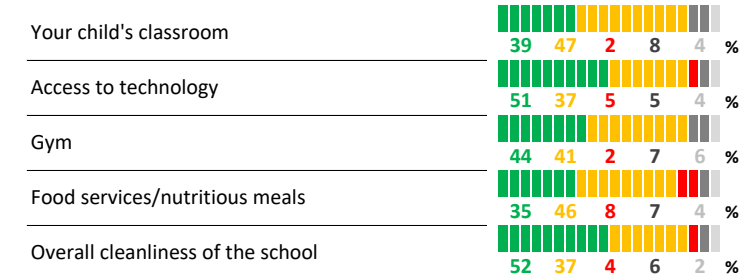 Your child's classroom
39 47 2 8 4 %
Access to technology
51 37 5 5 4 %
Gym
44 41 2 7 6 %
Food services/nutritious meals
35 46 8 7 4 %
Overall cleanliness of the school
52 37 4 6 2 %